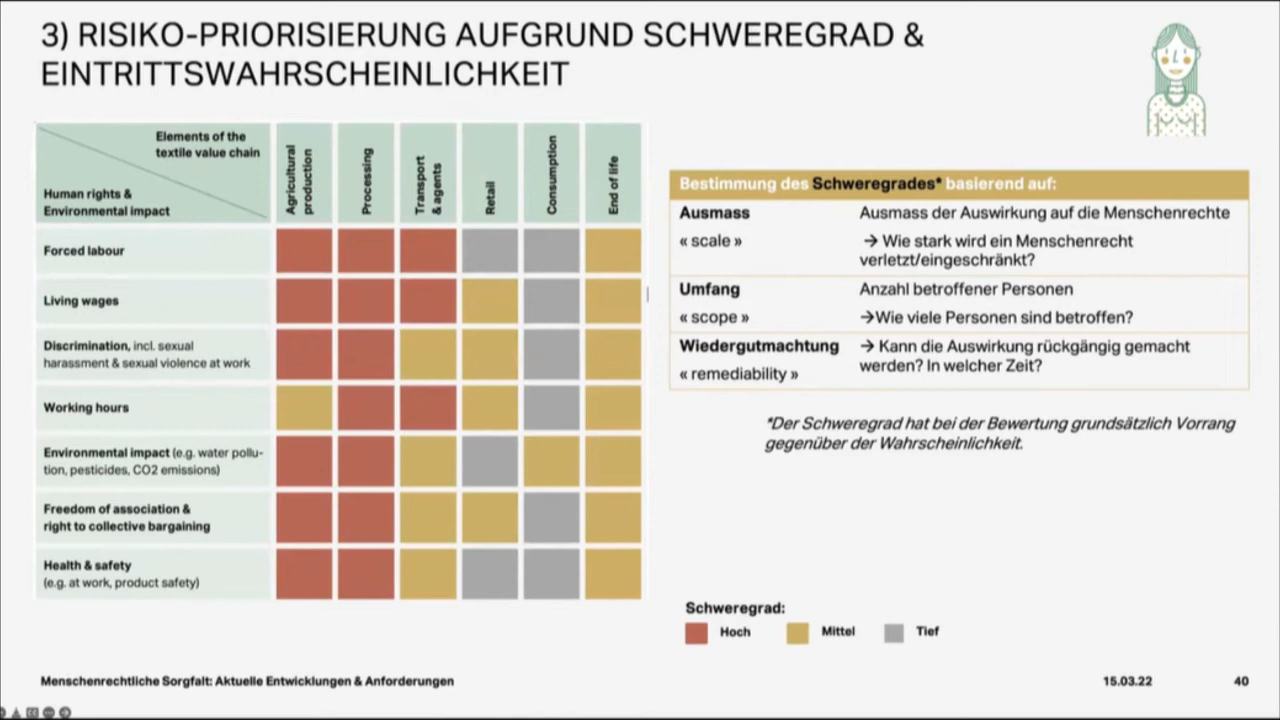 3) RISIKO-PRIORISIERUNG AUFGRUND SCHWEREGRAD &
EINTRITTSWAHRSCHEINLICHKEIT
Elements of the
textile value chain
Human rights &
Environmental impact
Agricultural
production
Processing
Transport
& agents
Retail
Consumption
End of life
Forced labour
Living wages
Discrimination, incl. sexual
harassment & sexual violence at work
Working hours
Environmental impact (e.g. water pollu-
tion, pesticides, CO2 emissions)
Freedom of association &
right to collective bargaining
Health & safety
(e.g. at work, product safety)
Bestimmung des Schweregrades* basierend auf:
Ausmass
« scale »
Ausmass der Auswirkung auf die Menschenrechte
→ Wie stark wird ein Menschenrecht
verletzt/eingeschränkt?
Umfang
« scope »
Anzahl betroffener Personen
→Wie viele Personen sind betroffen?
Wiedergutmachtung
« remediability »
→ Kann die Auswirkung rückgängig gemacht
werden? In welcher Zeit?
*Der Schweregrad hat bei der Bewertung grundsätzlich Vorrang
gegenüber der Wahrscheinlichkeit.
Schweregrad:
Hoch
Mittel
Tief
Menschenrechtliche Sorgfalt: Aktuelle Entwicklungen & Anforderungen
15.03.22
40